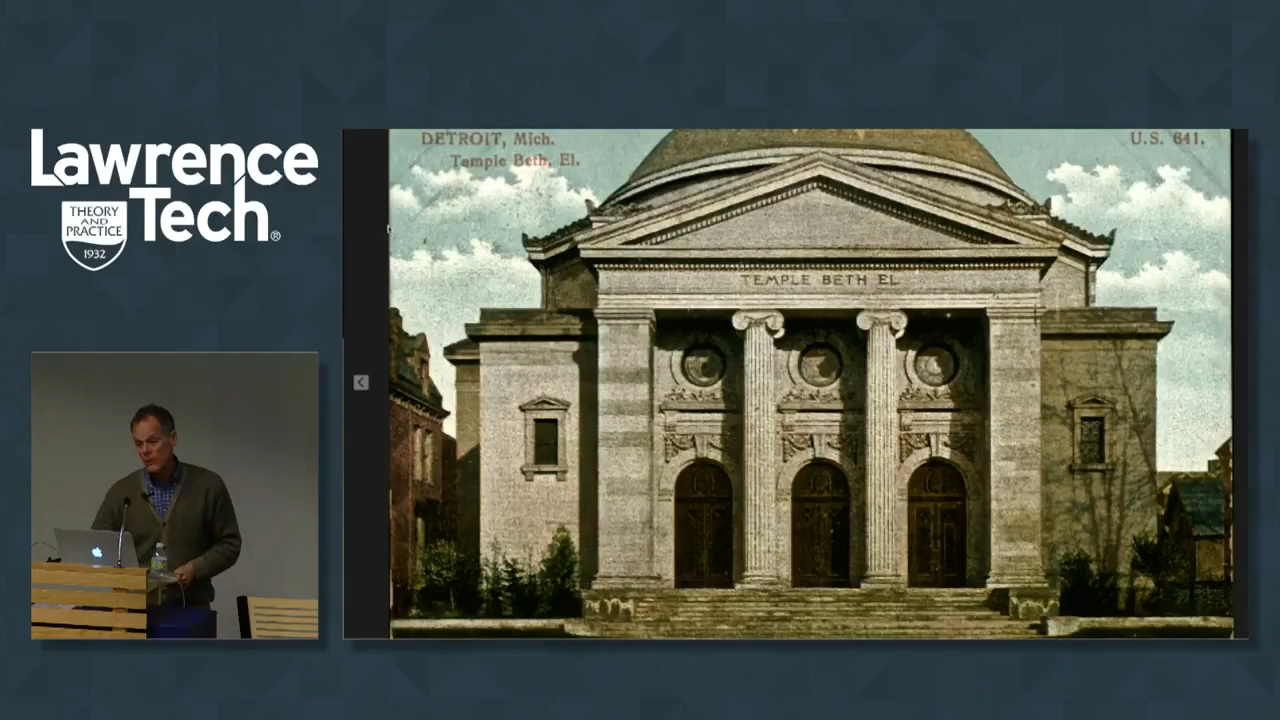 Lawrence
Tech®
THEORY
AND
PRACTICE
1932
DETROIT, Mich.
Temple Beth, El.
U.S. 641.
TEMPLE BETH EL